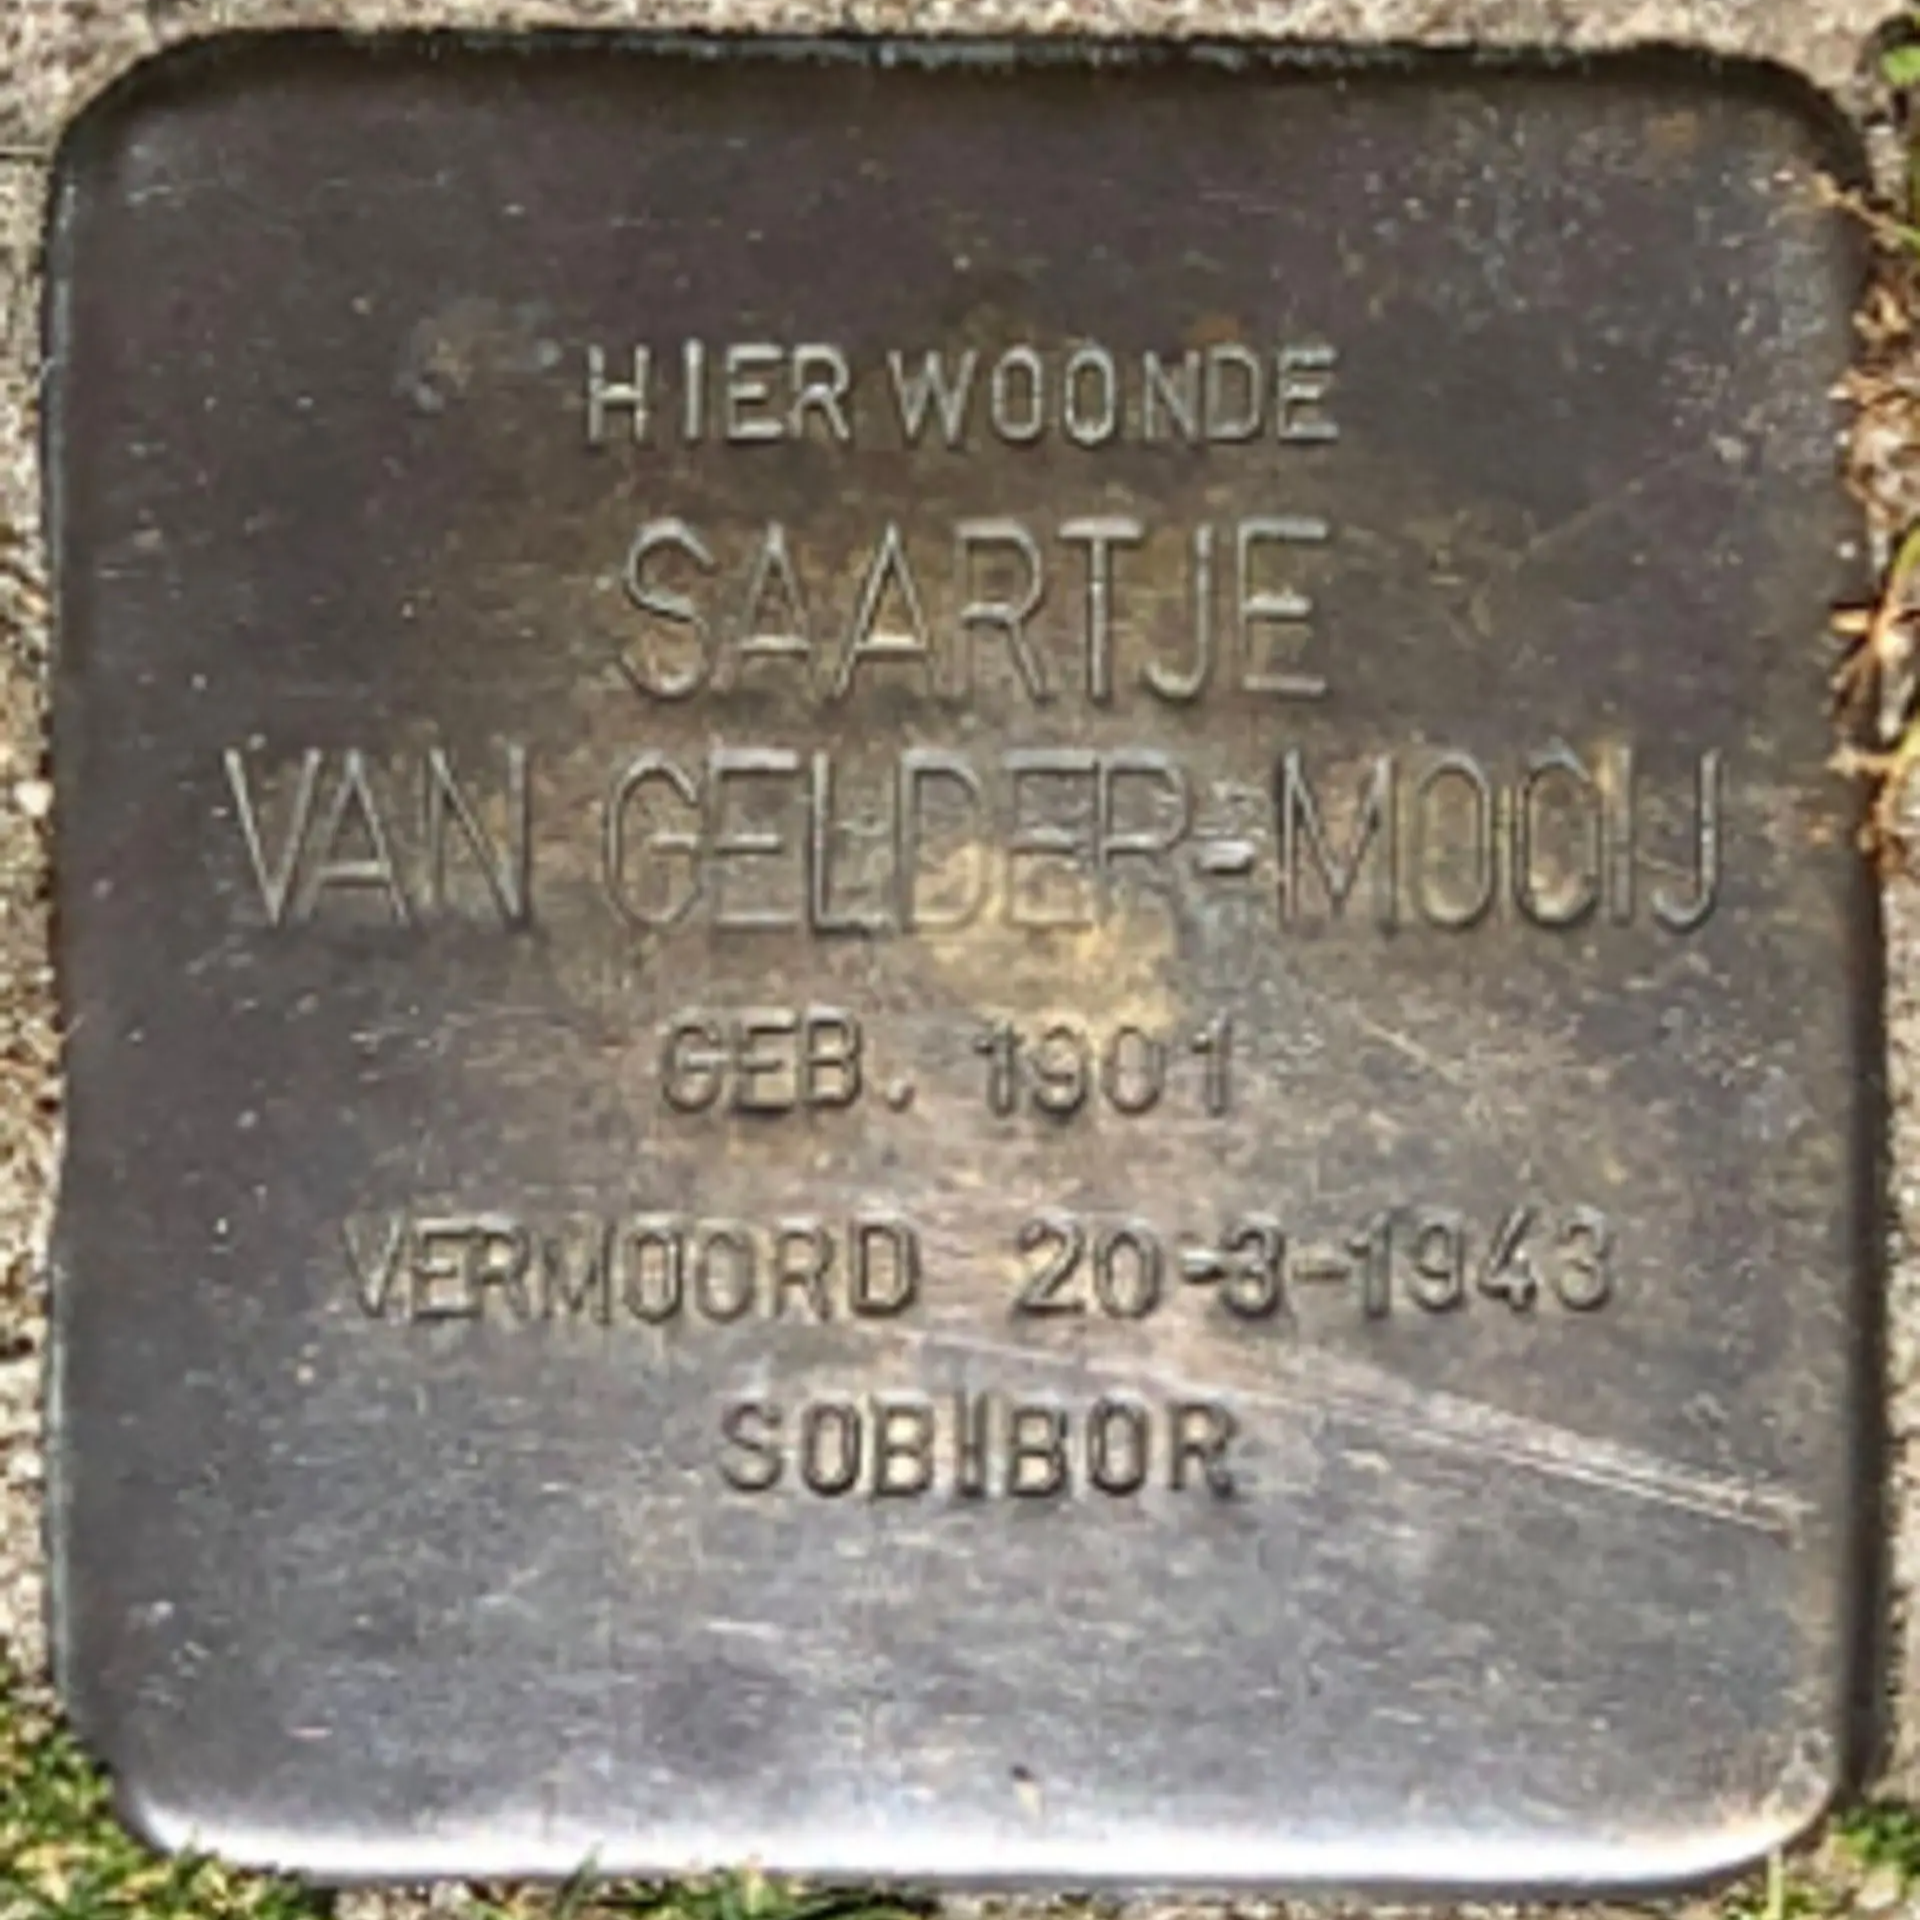 HIER WOONDE
SAARTJE
VAN GELDER-MOOIJ
GEB. 1901
VERMOORD 20-3-1943
SOBIBOR